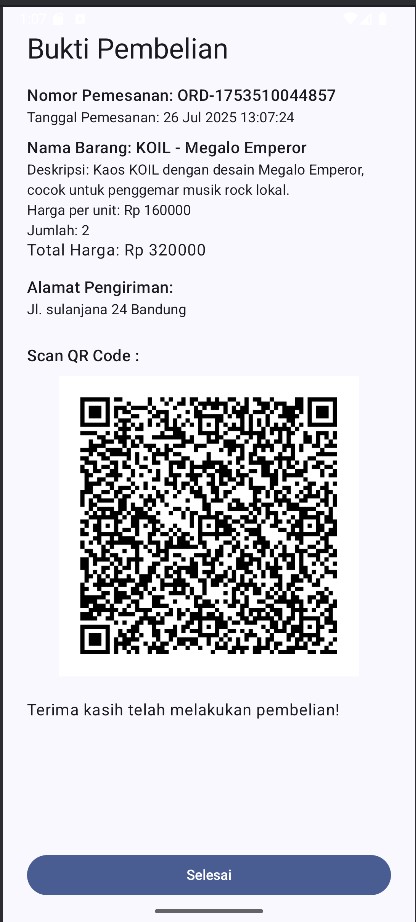 Bukti Pembelian
Nomor Pemesanan: ORD-1753510044857
Tanggal Pemesanan: 26 Jul 2025 13:07:24
Nama Barang: KOIL - Megalo Emperor
Deskripsi: Kaos KOIL dengan desain Megalo Emperor,
cocok untuk penggemar musik rock lokal.
Harga per unit: Rp 160000
Jumlah: 2
Total Harga: Rp 320000
Alamat Pengiriman:
Jl. sulanjana 24 Bandung
Scan QR Code :
Terima kasih telah melakukan pembelian!
Selesai